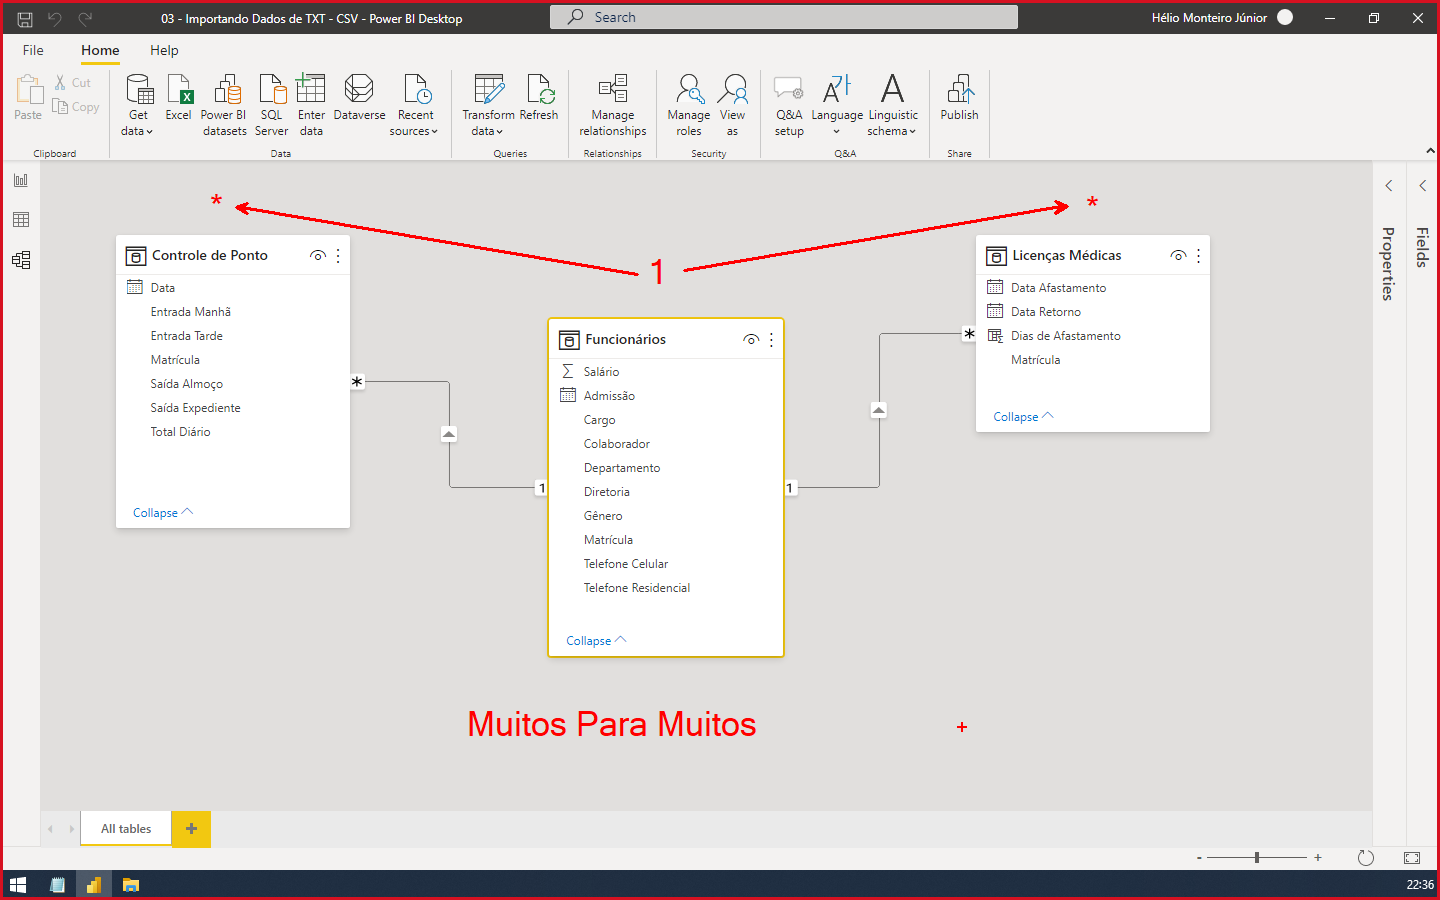 03 - Importando Dados de TXT - CSV - Power BI Desktop
Search
Hélio Monteiro Júnior
File
Home
Help
Paste
Cut
Copy
Get data
Excel
Power BI datasets
SQL Server
Enter data
Dataverse
Recent sources
Transform data
Refresh
Manage relationships
Manage roles
View as
Q&A setup
Language
Linguistic schema
Publish
Clipboard
Data
Queries
Relationships
Security
Q&A
Share
*
1
*
Controle de Ponto
Data
Entrada Manhã
Entrada Tarde
Matrícula
Saída Almoço
Saída Expediente
Total Diário
Collapse
*
1
Funcionários
Salário
Admissão
Cargo
Colaborador
Departamento
Diretoria
Gênero
Matrícula
Telefone Celular
Telefone Residencial
Collapse
1
*
Licenças Médicas
Data Afastamento
Data Retorno
Dias de Afastamento
Matrícula
Collapse
Properties
Fields
Muitos Para Muitos
All tables
+
- +
22:36